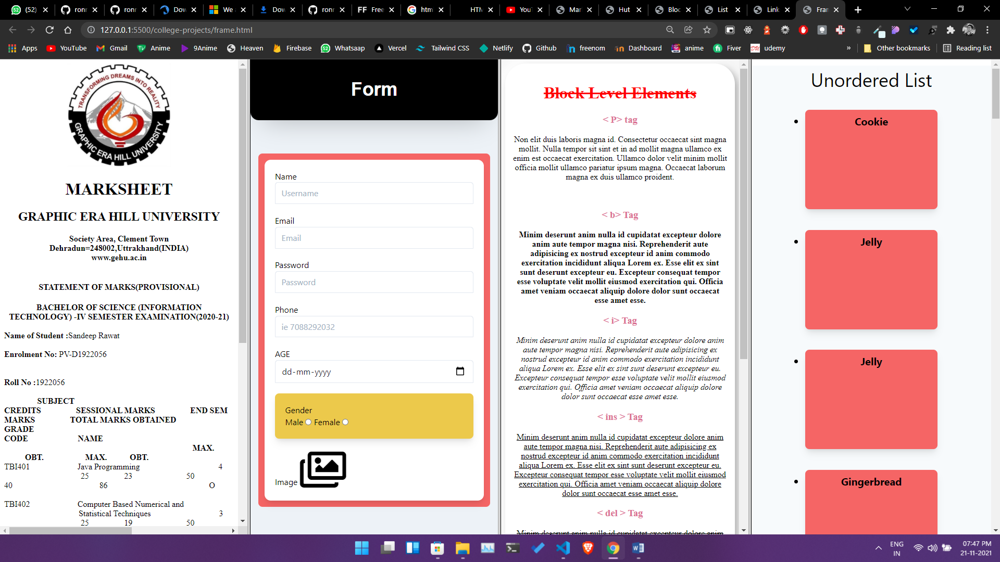 (52)
ronr
ronr
Dow
We
Dow
ronr
FF Free
htm
HTM
YouT
Mar
Hut
Bloc
List
Link
Fran
127.0.0.1:5500/college-projects/frame.html
Apps YouTube Gmail Anime 9Anime Heaven Firebase Whatsaap Vercel Tailwind CSS Netlify Github freenom Dashboard anime Fiver udemy » Other bookmarks Reading list
TRANSFORMING DREAMS INTO REALITY
GRAPHIC ERA HILL UNIVERSITY
MARKSHEET
GRAPHIC ERA HILL UNIVERSITY
Society Area, Clement Town
Dehradun=248002,Uttrakhand(INDIA)
www.gehu.ac.in
STATEMENT OF MARKS(PROVISIONAL)
BACHELOR OF SCIENCE (INFORMATION
TECHNOLOGY) -IV SEMESTER EXAMINATION(2020-21)
Name of Student :Sandeep Rawat
Enrolment No: PV-D1922056
Roll No :1922056
SUBJECT
CREDITS SESSIONAL MARKS END SEM
MARKS TOTAL MARKS OBTAINED
GRADE
CODE NAME
MAX.
OBT. MAX. OBT.
TBI401 Java Programming 4
25 23 50
40 86 O
TBI402 Computer Based Numerical and
Statistical Techniques 3
25 19 50
Form
Name
Username
Email
Email
Password
Password
Phone
ie 7088292032
AGE
dd-mm-yyyy
Gender
Male Female
Image
Block Level Elements
< P> tag
Non elit duis laboris magna id. Consectetur occaecat sint magna
mollit. Nulla tempor sit sint et in ad mollit magna ullamco ex
enim est occaecat exercitation. Ullamco dolor velit minim mollit
officia mollit ullamco pariatur ipsum magna. Occaecat laborum
magna ex duis ullamco proident.
< b> Tag
Minim deserunt anim nulla id cupidatat excepteur dolore
anim aute tempor magna nisi. Reprehenderit aute
adipisicing ex nostrud excepteur id anim commodo
exercitation incididunt aliqua Lorem ex. Esse elit ex sint
sunt deserunt excepteur eu. Excepteur consequat tempor
esse voluptate velit mollit eiusmod exercitation qui. Officia
amet veniam occaecat aliquip dolore dolor sunt occaecat
esse amet esse.
< i> Tag
Minim deserunt anim nulla id cupidatat excepteur dolore anim
aute tempor magna nisi. Reprehenderit aute adipisicing ex
nostrud excepteur id anim commodo exercitation incididunt
aliqua Lorem ex. Esse elit ex sint sunt deserunt excepteur eu.
Excepteur consequat tempor esse voluptate velit mollit eiusmod
exercitation qui. Officia amet veniam occaecat aliquip dolore
dolor sunt occaecat esse amet esse.
< ins > Tag
Minim deserunt anim nulla id cupidatat excepteur dolore anim
aute tempor magna nisi. Reprehenderit aute adipisicing ex
nostrud excepteur id anim commodo exercitation incididunt
aliqua Lorem ex. Esse elit ex sint sunt deserunt excepteur eu.
Excepteur consequat tempor esse voluptate velit mollit eiusmod
exercitation qui. Officia amet veniam occaecat aliquip dolore
dolor sunt occaecat esse amet esse.
< del > Tag
Minim deserunt anim nulla id cupidatat excepteur dolore anim
Unordered List
Cookie
Jelly
Jelly
Gingerbread
ENG
IN
07:47 PM
21-11-2021